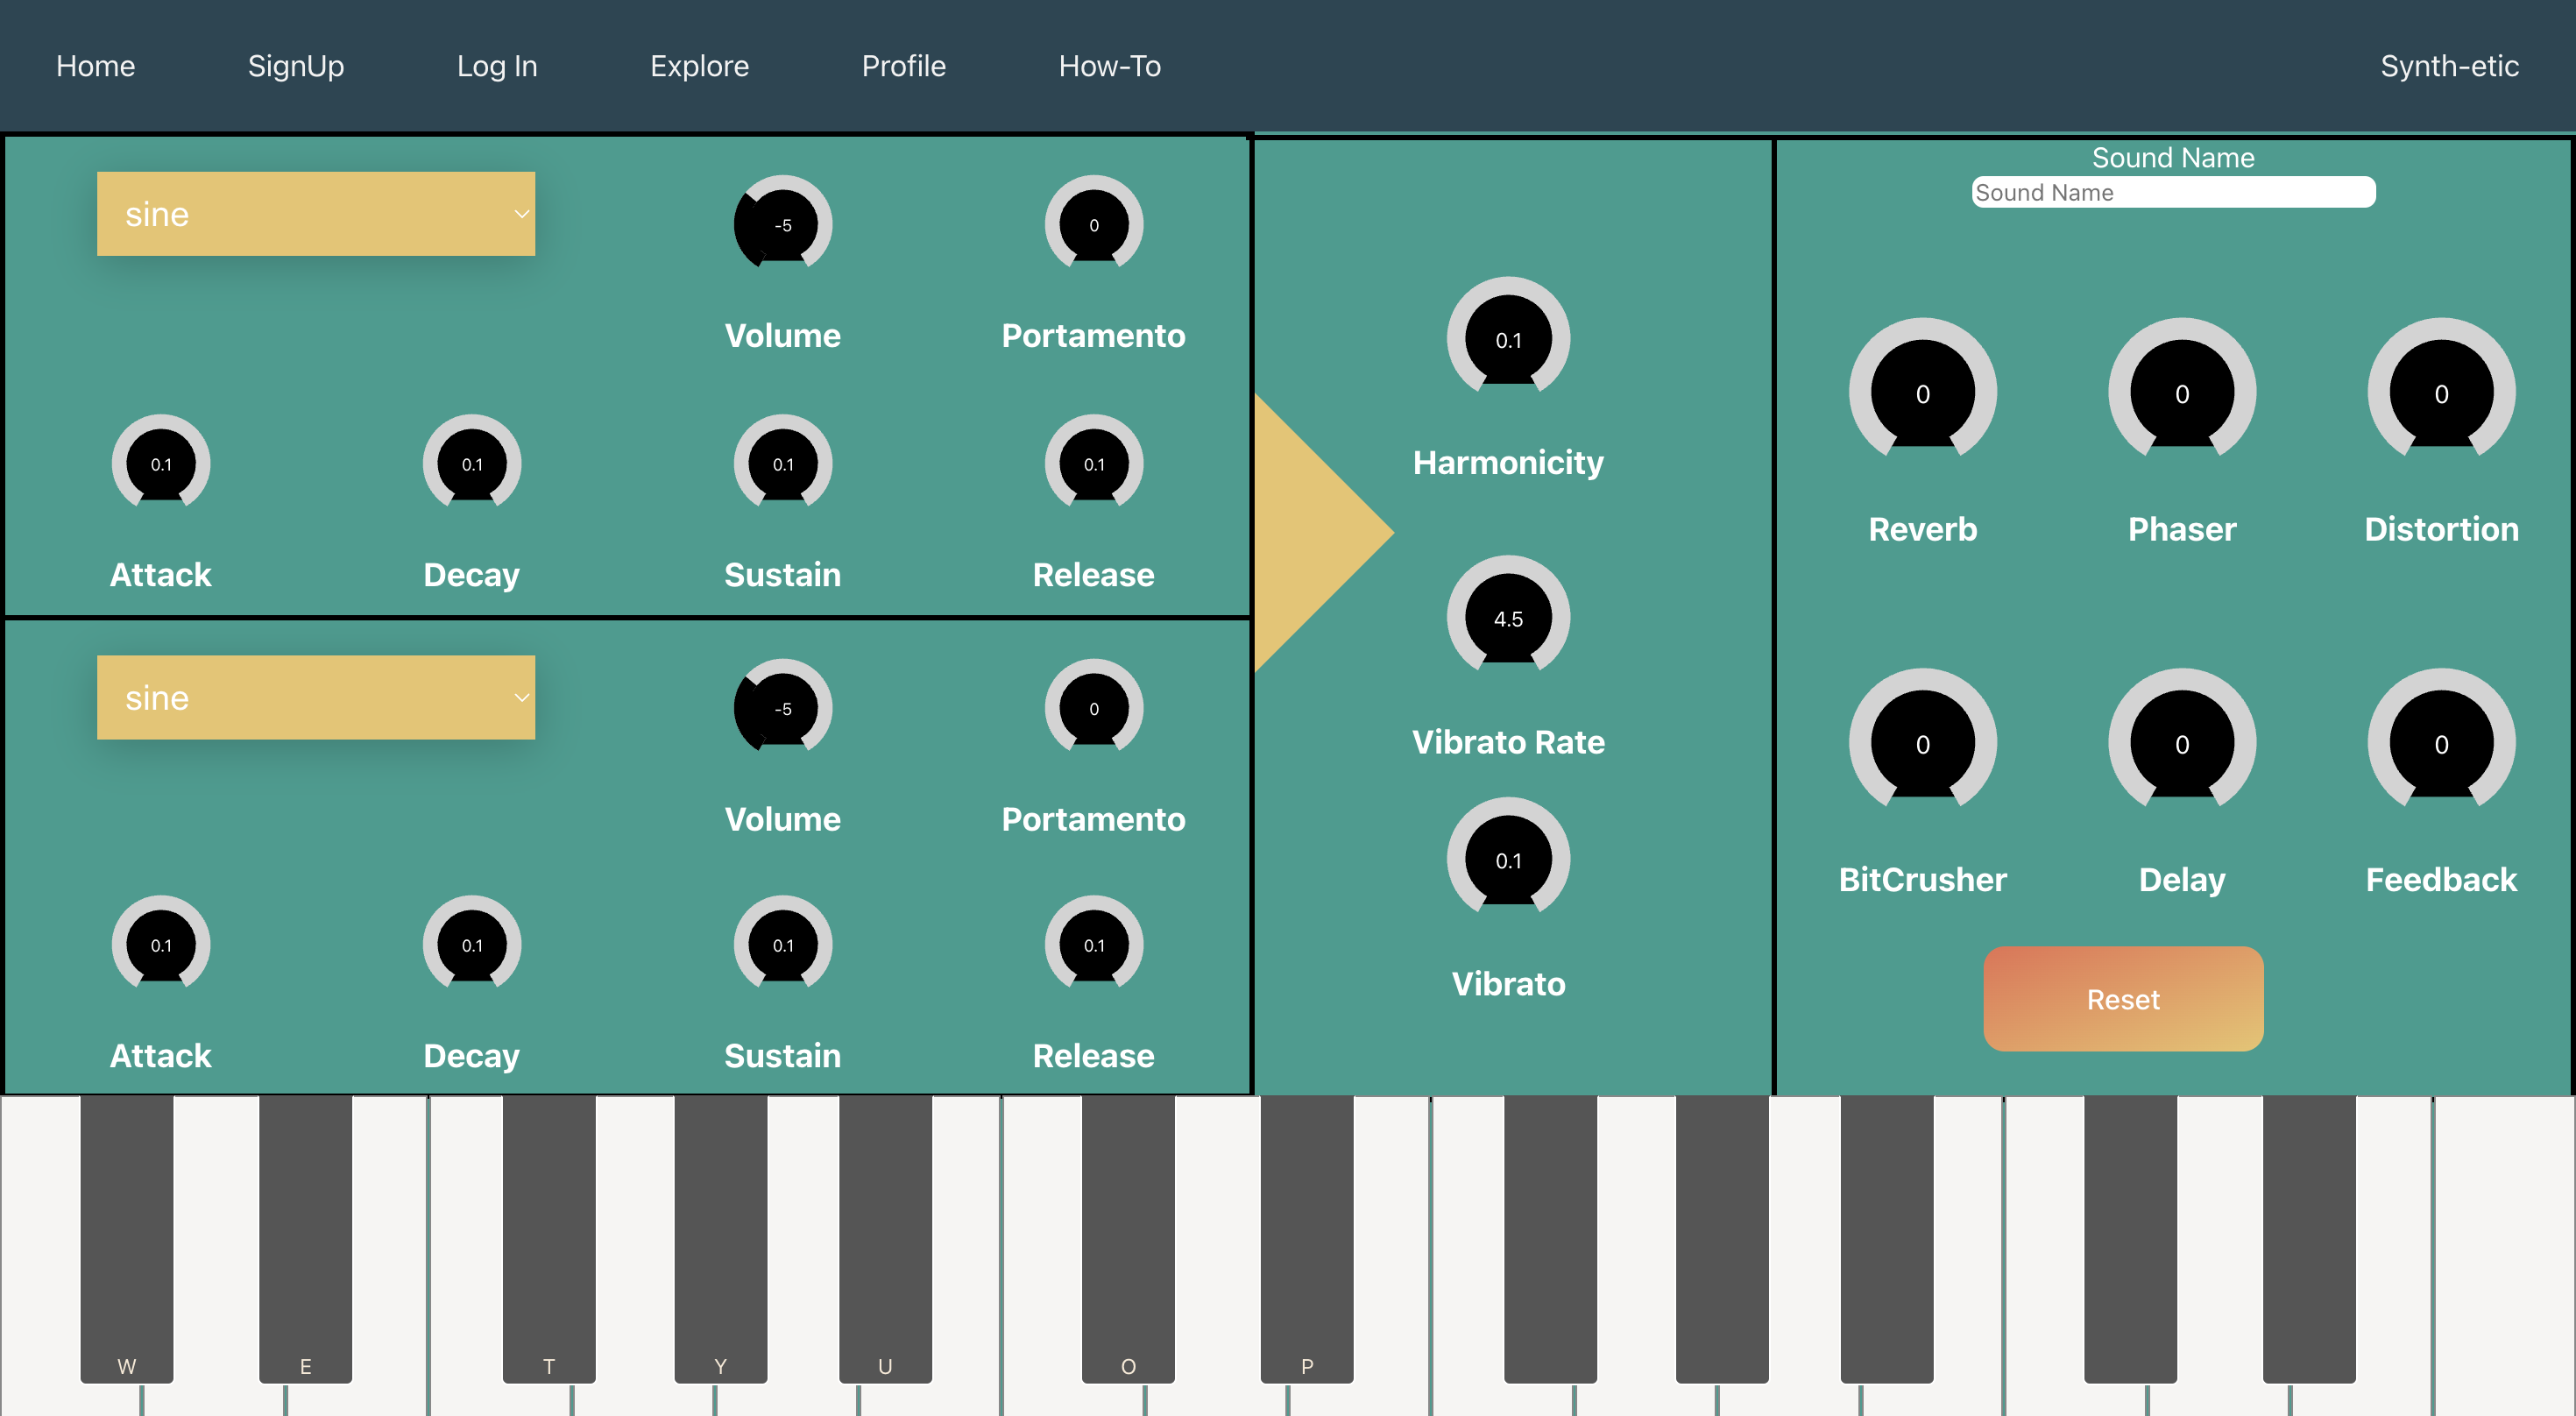 Home SignUp Log In Explore Profile How-To Synth-etic
sine
-5
0
Volume
Portamento
0.1
0.1
0.1
0.1
Attack
Decay
Sustain
Release
sine
-5
0
Volume
Portamento
0.1
0.1
0.1
0.1
Attack
Decay
Sustain
Release
0.1
Harmonicity
4.5
Vibrato Rate
0.1
Vibrato
Sound Name
Sound Name
0
0
0
Reverb
Phaser
Distortion
0
0
0
BitCrusher
Delay
Feedback
Reset
W E T Y U O P